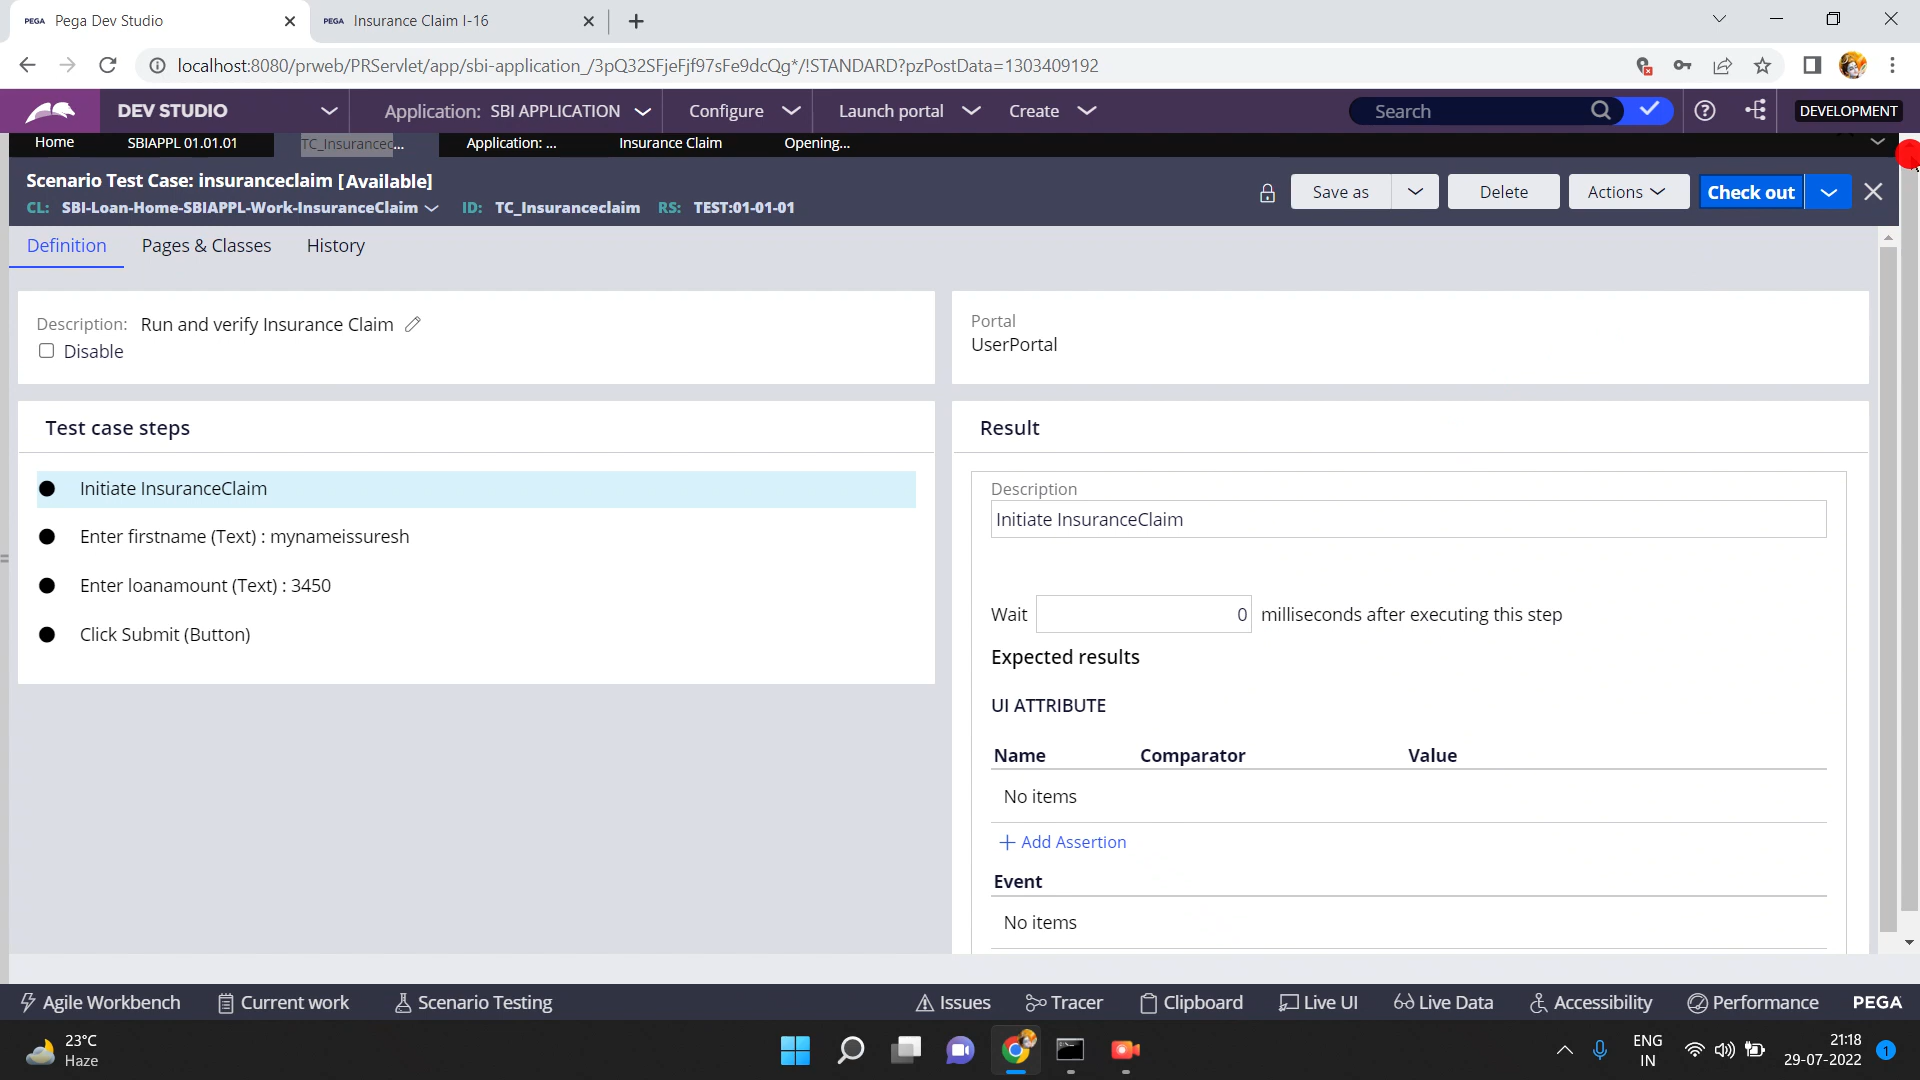 PEGA Pega Dev Studio
PEGA Insurance Claim I-16
localhost:8080/prweb/PRServlet/app/sbi-application_/3pQ32SFjeFjf97sFe9dcQg*/!STANDARD?pzPostData=1303409192
DEV STUDIO
Application: SBI APPLICATION
Configure
Launch portal
Create
Search
DEVELOPMENT
Home
SBIAPPL 01.01.01
TC_Insurancec...
Application: ...
Insurance Claim
Opening...
Scenario Test Case: insuranceclaim [Available]
CL: SBI-Loan-Home-SBIAPPL-Work-InsuranceClaim ID: TC_Insuranceclaim RS: TEST:01-01-01
Save as
Delete
Actions
Check out
Definition
Pages & Classes
History
Description: Run and verify Insurance Claim
Disable
Portal
UserPortal
Test case steps
Initiate InsuranceClaim
Enter firstname (Text) : mynameissuresh
Enter loanamount (Text) : 3450
Click Submit (Button)
Result
Description
Initiate InsuranceClaim
Wait 0 milliseconds after executing this step
Expected results
UI ATTRIBUTE
Name Comparator Value
No items
Add Assertion
Event
No items
Agile Workbench
Current work
Scenario Testing
Issues
Tracer
Clipboard
Live UI
Live Data
Accessibility
Performance
PEGA
23°C
Haze
ENG
IN
21:18
29-07-2022
1